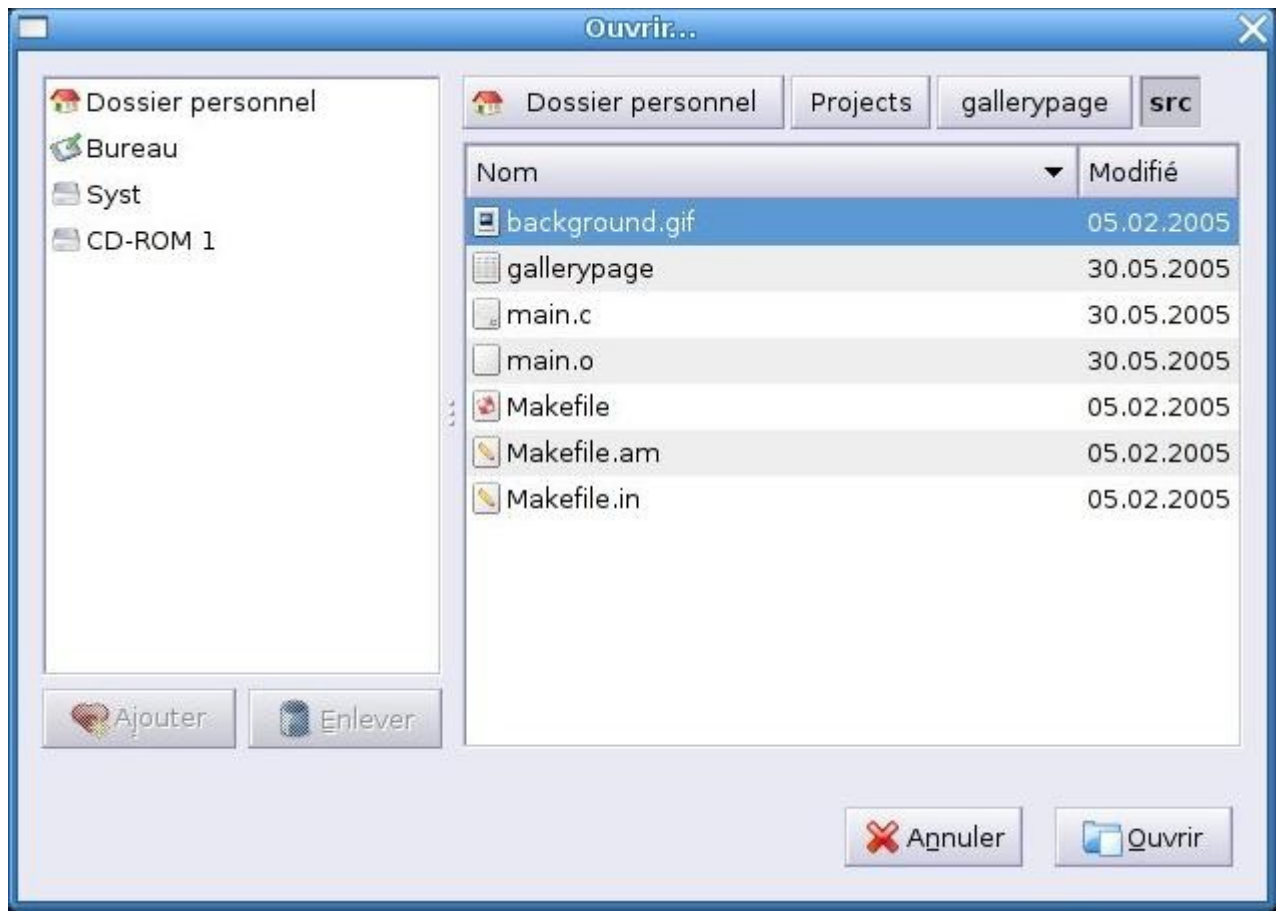 Ouvrir...
Dossier personnel
Bureau
Syst
CD-ROM 1
Ajouter Enlever
Dossier personnel Projects gallerypage src
Nom Modifié
background.gif 05.02.2005
gallerypage 30.05.2005
main.c 30.05.2005
main.o 30.05.2005
Makefile 05.02.2005
Makefile.am 05.02.2005
Makefile.in 05.02.2005
Annuler Ouvrir